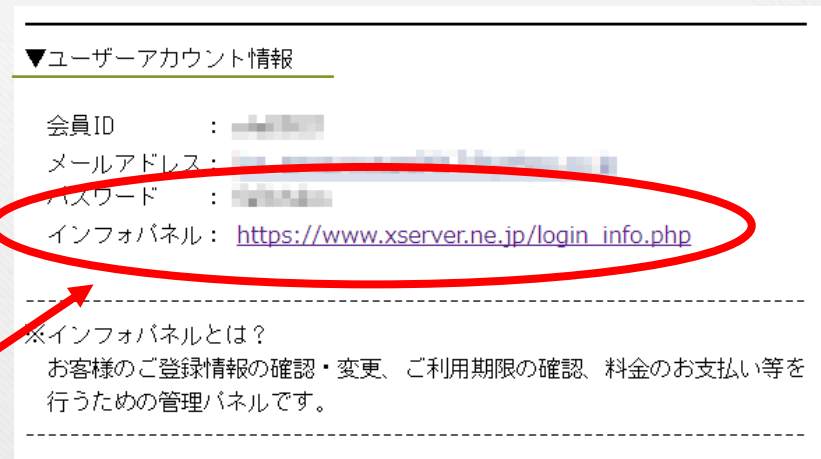 ▼ユーザーアカウント情報
会員ID :
メールアドレス:
パスワード :
インフォパネル: https://www.xserver.ne.jp/login_info.php
--------------------------------------------------------------------
※インフォパネルとは?
お客様のご登録情報の確認・変更、ご利用期限の確認、料金のお支払い等を
行うための管理パネルです。
--------------------------------------------------------------------